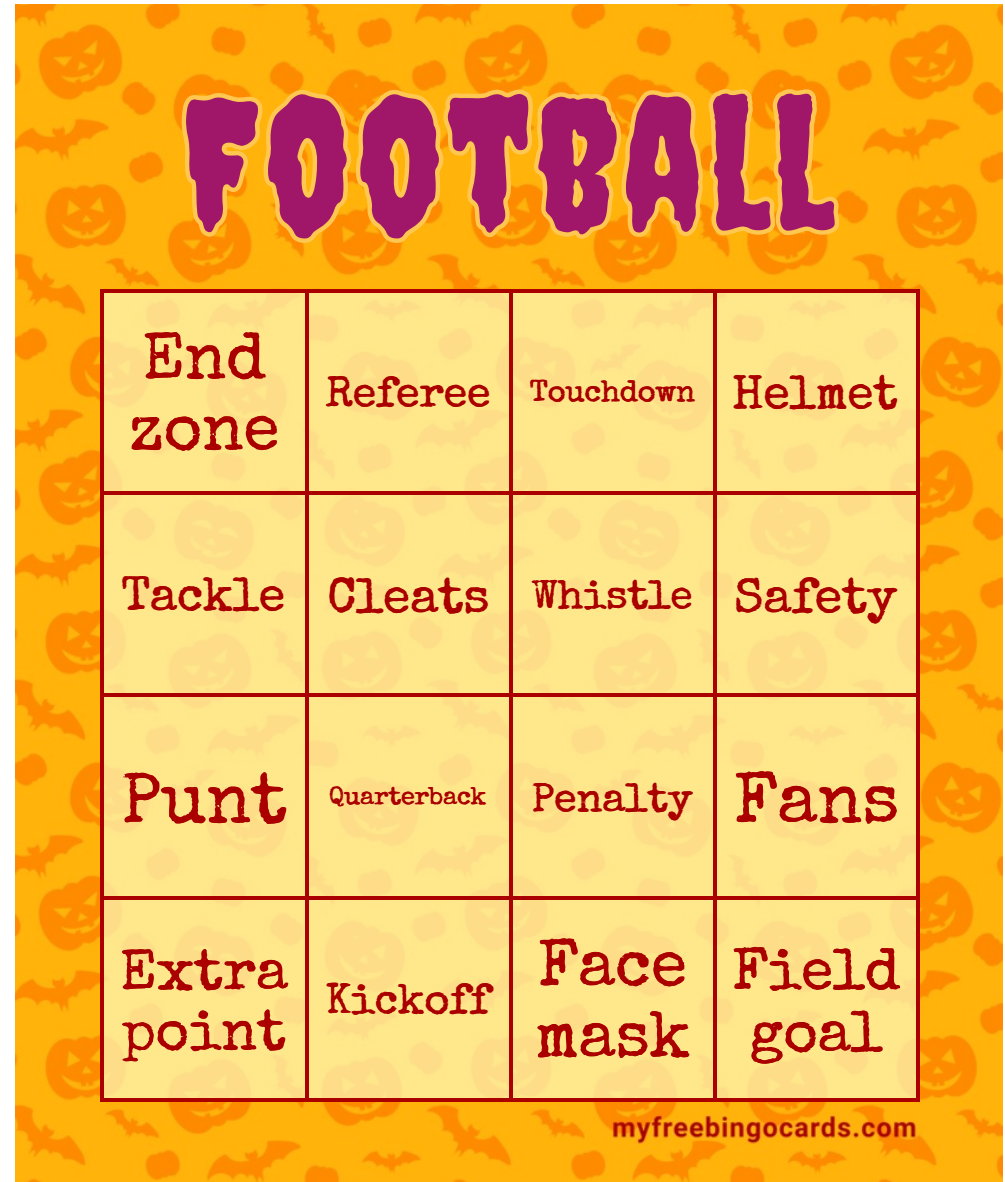 FOOTBALL
End
zone
Referee
Touchdown
Helmet
Tackle
Cleats
Whistle
Safety
Punt
Quarterback
Penalty
Fans
Extra
point
Kickoff
Face
mask
Field
goal
myfreebingocards.com